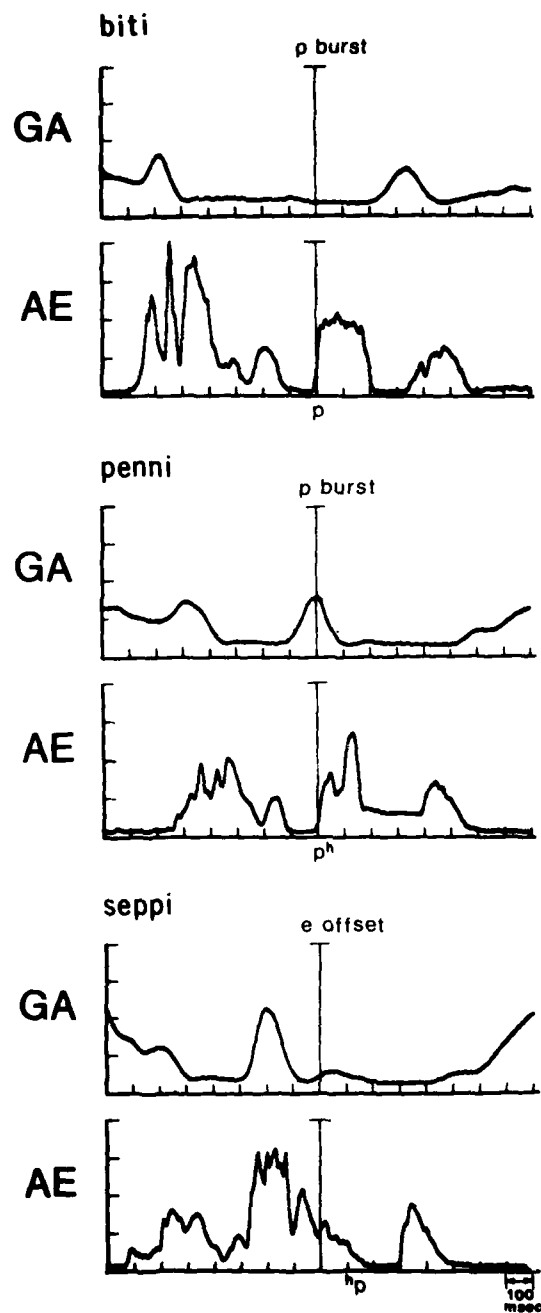 biti
p burst
GA
AE
p
penni
p burst
GA
AE
pʰ
seppi
e offset
GA
AE
ʰp
100
msec